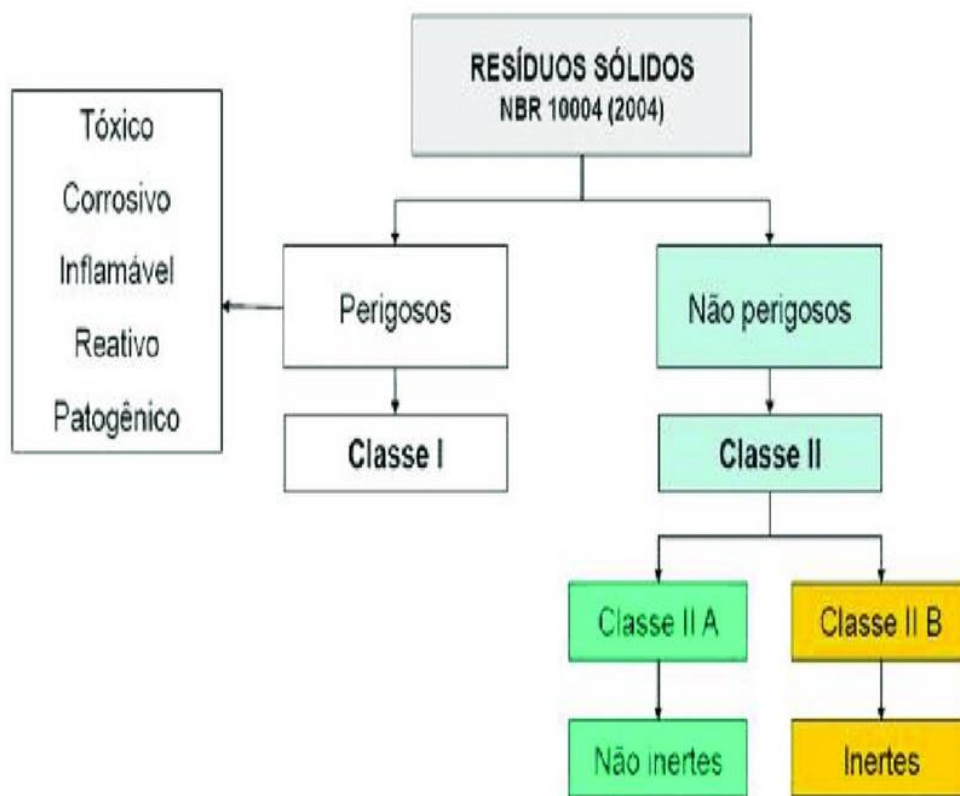 RESÍDUOS SÓLIDOS
NBR 10004 (2004)
Tóxico
Corrosivo
Inflamável
Reativo
Patogênico
Perigosos
Não perigosos
Classe I
Classe II
Classe II A
Classe II B
Não inertes
Inertes